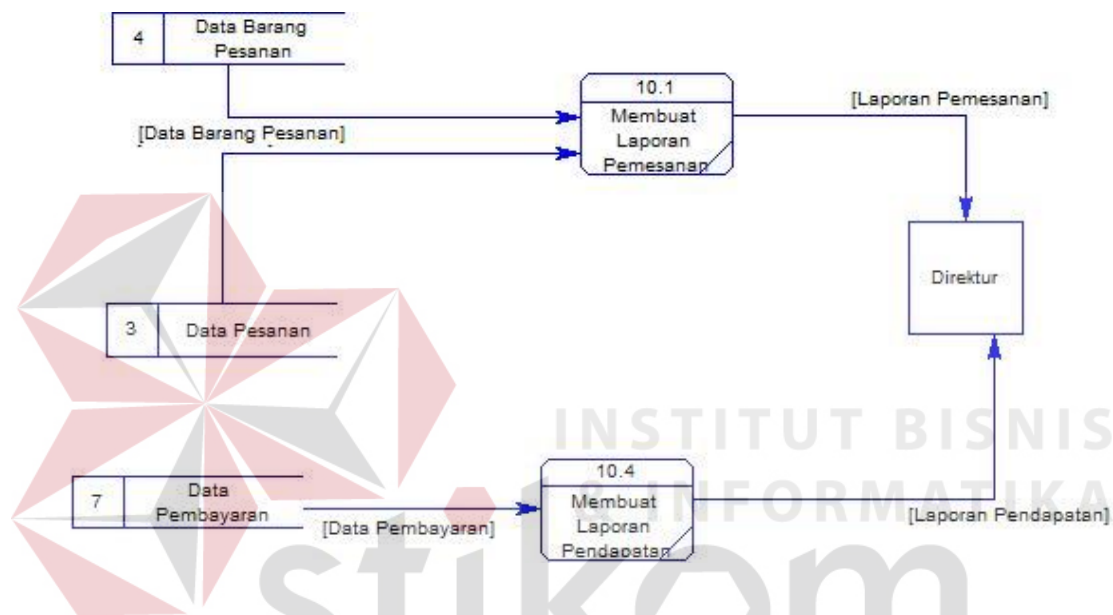 4
Data Barang
Pesanan
10.1
Membuat
Laporan
Pemesanan
[Laporan Pemesanan]
[Data Barang Pesanan]
Direktur
3
Data Pesanan
INSTITUT BISNIS
& INFORMATIKA
10.4
Membuat
Laporan
Pendapatan
7
Data
Pembayaran
[Data Pembayaran]
[Laporan Pendapatan]
stikom